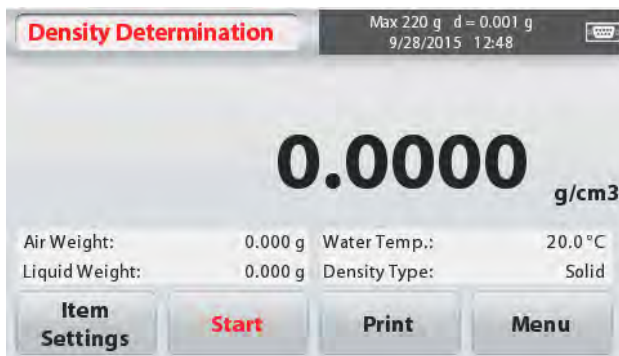 Density Determination
Max 220 g d = 0.001 g
9/28/2015 12:48
0.0000 g/cm3
Air Weight: 0.000 g Water Temp.: 20.0 °C
Liquid Weight: 0.000 g Density Type: Solid
Item Settings
Start
Print
Menu